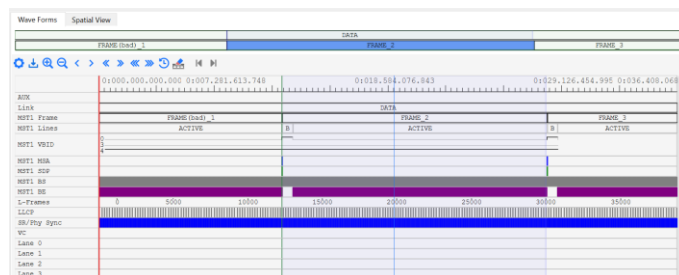 Wave Forms Spatial View
DATA
FRAME(bad)_1 FRAME_2 FRAME_3
0:000.000.000.000 0:007.281.613.748 0:018.584.076.843 0:029.126.454.995 0:036.408.068
AUX
Link DATA
MST1 Frame FRAME(bad)_1 FRAME_2 FRAME_3
MST1 Lines ACTIVE B ACTIVE B ACTIVE
MST1 VBID
MST1 MSA
MST1 SDP
MST1 BS
MST1 BE
L-Frames 0 5000 10000 15000 20000 25000 30000 35000
LLCP
SR/Phy Sync
VC
Lane 0
Lane 1
Lane 2
Lane 3